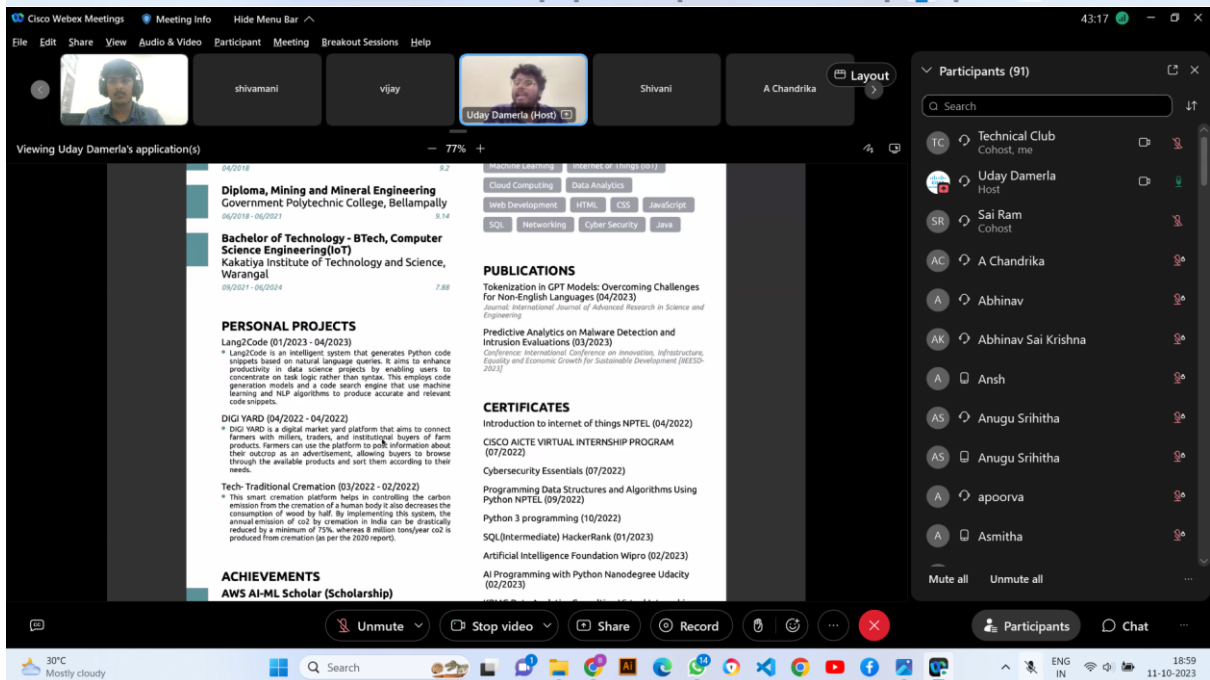 Cisco Webex Meetings Meeting Info Hide Menu Bar 43:17
File Edit Share View Audio & Video Participant Meeting Breakout Sessions Help
shivamani
vijay
Uday Damerla (Host)
Shivani
A Chandrika
Layout
Viewing Uday Damerla's application(s)
77%
04/2018 9.2
Diploma, Mining and Mineral Engineering
Government Polytechnic College, Bellampally
06/2018 - 06/2021 9.14
Bachelor of Technology - BTech, Computer
Science Engineering(IoT)
Kakatiya Institute of Technology and Science,
Warangal
09/2021 - 06/2024 7.88
PERSONAL PROJECTS
Lang2Code (01/2023 - 04/2023)
Lang2Code is an intelligent system that generates Python code
snippets based on natural language queries. It aims to enhance
productivity in data science projects by enabling users to
concentrate on task logic rather than syntax. This employs code
generation models and a code search engine that use machine
learning and NLP algorithms to produce accurate and relevant
code snippets.
DIGI YARD (04/2022 - 04/2022)
DIGI YARD is a digital market yard platform that aims to connect
farmers with millers, traders, and institutional buyers of farm
products. Farmers can use the platform to post information about
their outcrop as an advertisement, allowing buyers to browse
through the available products and sort them according to their
needs.
Tech- Traditional Cremation (03/2022 - 02/2022)
This smart cremation platform helps in controlling the carbon
emission from the cremation of a human body it also decreases the
consumption of wood by half. By implementing this system, the
annual emission of co2 by cremation in India can be drastically
reduced by a minimum of 75%. whereas 8 million tons/year co2 is
produced from cremation (as per the 2020 report).
ACHIEVEMENTS
AWS AI-ML Scholar (Scholarship)
Machine Learning Internet of Things (IoT)
Cloud Computing Data Analytics
Web Development HTML CSS JavaScript
SQL Networking Cyber Security Java
PUBLICATIONS
Tokenization in GPT Models: Overcoming Challenges
for Non-English Languages (04/2023)
Journal: International Journal of Advanced Research in Science and
Engineering
Predictive Analytics on Malware Detection and
Intrusion Evaluations (03/2023)
Conference: International Conference on Innovation, Infrastructure,
Equality and Economic Growth for Sustainable Development [IEESD-
2023]
CERTIFICATES
Introduction to internet of things NPTEL (04/2022)
CISCO AICTE VIRTUAL INTERNSHIP PROGRAM
(07/2022)
Cybersecurity Essentials (07/2022)
Programming Data Structures and Algorithms Using
Python NPTEL (09/2022)
Python 3 programming (10/2022)
SQL(Intermediate) HackerRank (01/2023)
Artificial Intelligence Foundation Wipro (02/2023)
AI Programming with Python Nanodegree Udacity
(02/2023)
Participants (91)
Search
TC Technical Club
Cohost, me
Uday Damerla
Host
SR Sai Ram
Cohost
AC A Chandrika
A Abhinav
AK Abhinav Sai Krishna
A Ansh
AS Anugu Srihitha
AS Anugu Srihitha
A apoorva
A Asmitha
Mute all Unmute all
Unmute Stop video Share Record Participants Chat
30°C
Mostly cloudy
Search
ENG
IN
18:59
11-10-2023